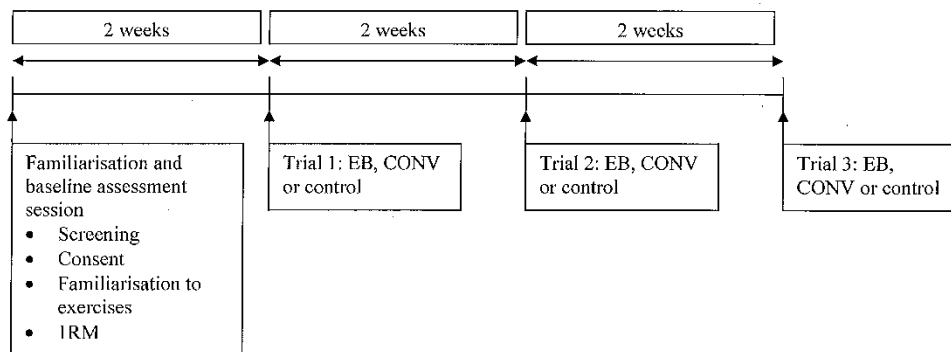 2 weeks
2 weeks
2 weeks
Familiarisation and
baseline assessment
session
• Screening
• Consent
• Familiarisation to
exercises
• 1RM
Trial 1: EB, CONV
or control
Trial 2: EB, CONV
or control
Trial 3: EB,
CONV or control